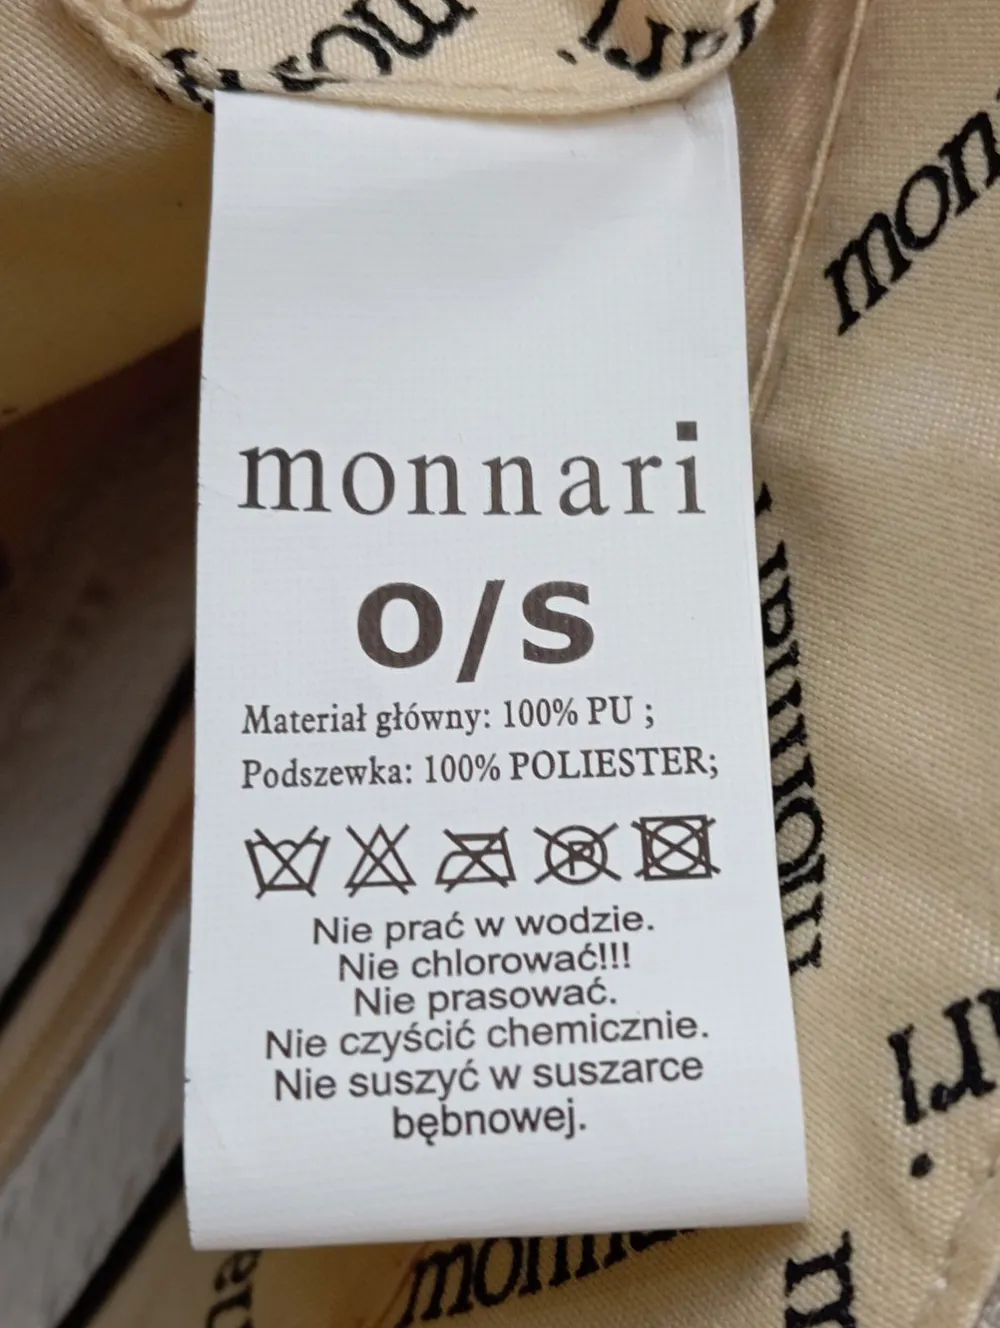 monnari
O/S
Materiał główny: 100% PU ;
Podszewka: 100% POLIESTER;
P
Nie prać w wodzie.
Nie chlorować!!!
Nie prasować.
Nie czyścić chemicznie.
Nie suszyć w suszarce
bębnowej.
monnari